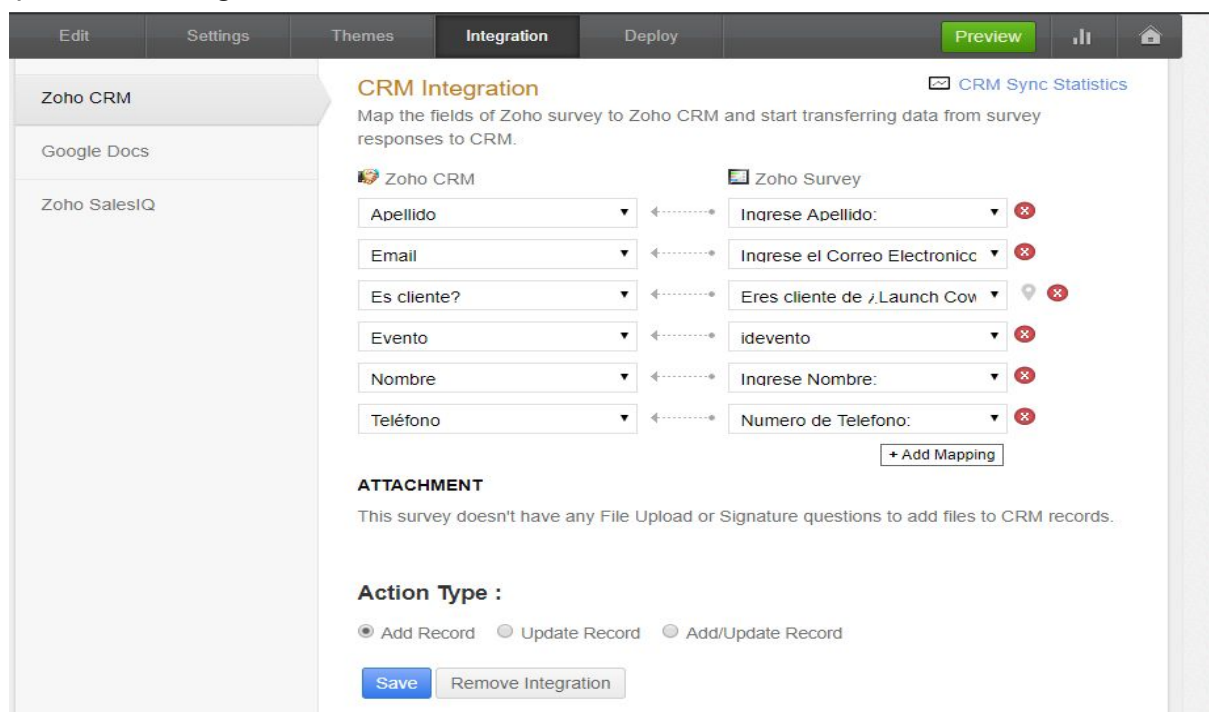 Edit Settings Themes Integration Deploy Preview
Zoho CRM
Google Docs
Zoho SalesIQ
CRM Integration
CRM Sync Statistics
Map the fields of Zoho survey to Zoho CRM and start transferring data from survey
responses to CRM.
Zoho CRM Zoho Survey
Apellido Ingrese Apellido:
Email Ingrese el Correo Electronicc
Es cliente? Eres cliente de ¿Launch Cow
Evento idevento
Nombre Ingrese Nombre:
Teléfono Numero de Telefono:
+ Add Mapping
ATTACHMENT
This survey doesn't have any File Upload or Signature questions to add files to CRM records.
Action Type :
Add Record Update Record Add/Update Record
Save Remove Integration